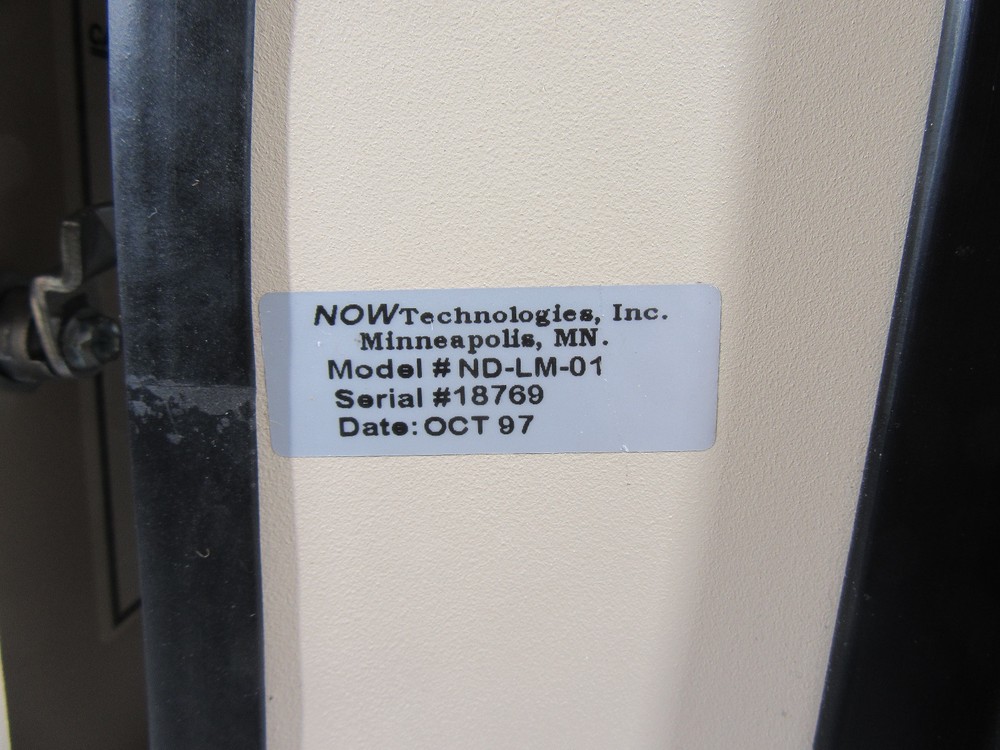 NOWTechnologies, Inc.
Minneapolis, MN.
Model # ND-LM-01
Serial #18769
Date: OCT 97